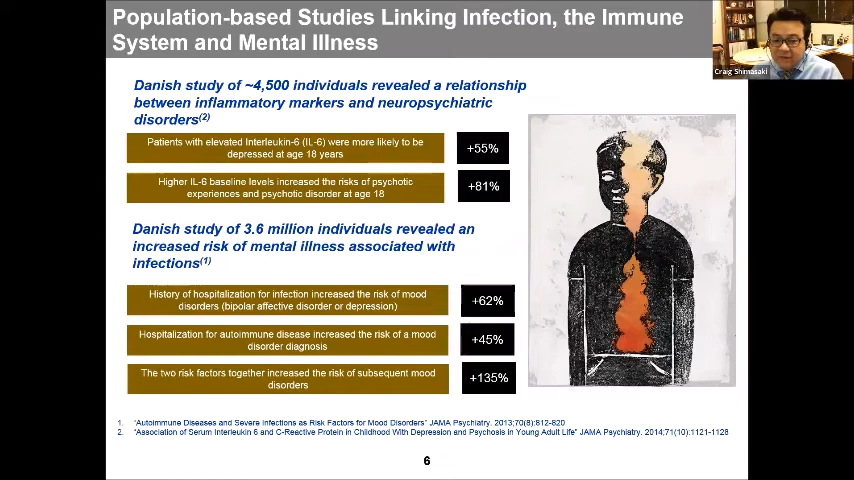 Population-based Studies Linking Infection, the Immune
System and Mental Illness
Craig Shimasaki
Danish study of ~4,500 individuals revealed a relationship
between inflammatory markers and neuropsychiatric
disorders(2)
Patients with elevated Interleukin-6 (IL-6) were more likely to be
depressed at age 18 years
+55%
Higher IL-6 baseline levels increased the risks of psychotic
experiences and psychotic disorder at age 18
+81%
Danish study of 3.6 million individuals revealed an
increased risk of mental illness associated with
infections(1)
History of hospitalization for infection increased the risk of mood
disorders (bipolar affective disorder or depression)
+62%
Hospitalization for autoimmune disease increased the risk of a mood
disorder diagnosis
+45%
The two risk factors together increased the risk of subsequent mood
disorders
+135%
1. "Autoimmune Diseases and Severe Infections as Risk Factors for Mood Disorders" JAMA Psychiatry. 2013;70(8):812-820
2. "Association of Serum Interleukin 6 and C-Reactive Protein in Childhood With Depression and Psychosis in Young Adult Life" JAMA Psychiatry. 2014;71(10):1121-1128
6